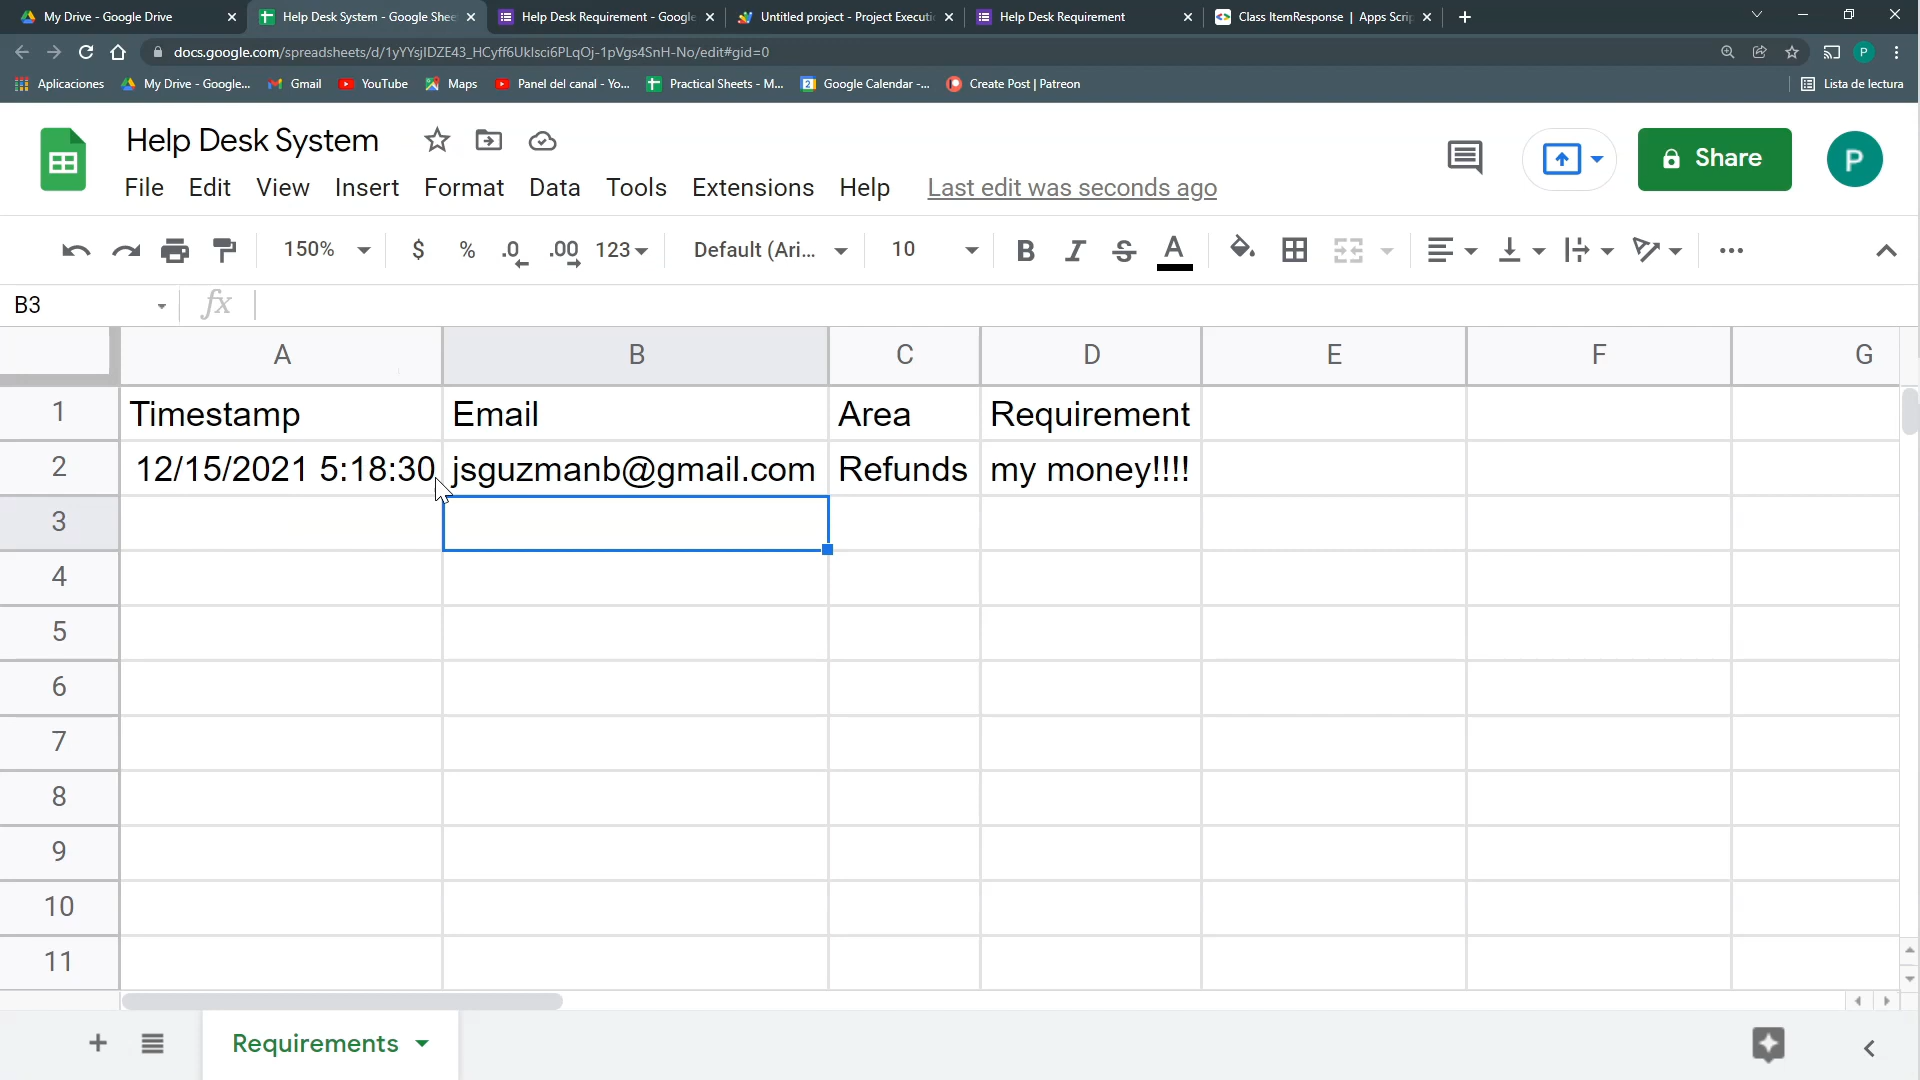 My Drive - Google Drive
Help Desk System - Google Shee
Help Desk Requirement - Google
Untitled project - Project Executi
Help Desk Requirement
Class ItemResponse | Apps Scrip
docs.google.com/spreadsheets/d/1yYYsjIDZE43_HCyff6Uklsci6PLqOj-1pVgs4SnH-No/edit#gid=0
P
Aplicaciones
My Drive - Google...
Gmail
YouTube
Maps
Panel del canal - Yo...
Practical Sheets - M...
Google Calendar -...
Create Post | Patreon
Lista de lectura
Help Desk System
Share
P
File Edit View Insert Format Data Tools Extensions Help Last edit was seconds ago
150% $ % .0 .00 123 Default (Ari... 10 B I S A
B3 fx
A B C D E F G
1 Timestamp Email Area Requirement
2 12/15/2021 5:18:30 jsguzmanb@gmail.com Refunds my money!!!!
3
4
5
6
7
8
9
10
11
Requirements